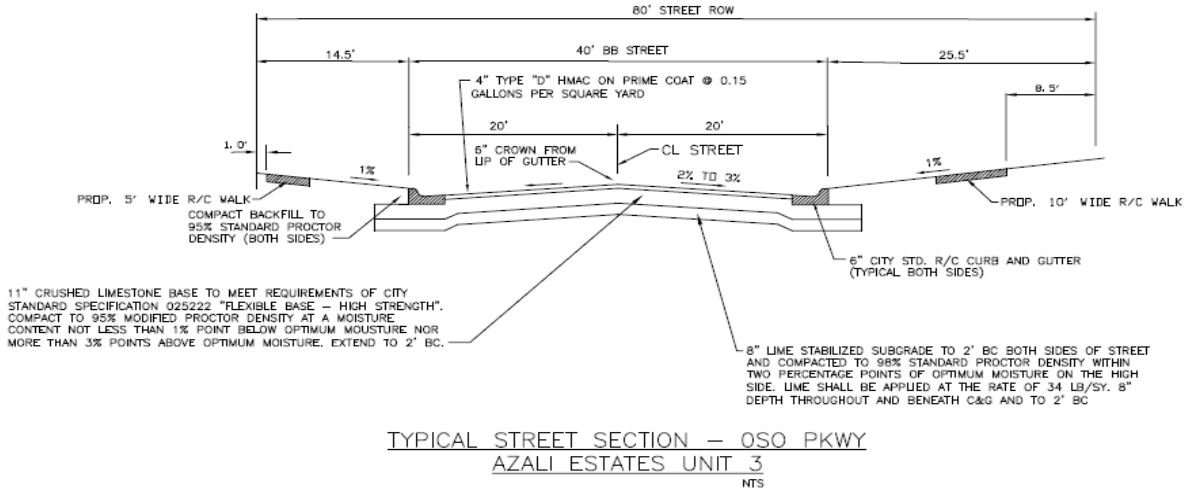 80' STREET ROW
14.5'
40' BB STREET
25.5'
4" TYPE "D" HMAC ON PRIME COAT @ 0.15
GALLONS PER SQUARE YARD
8.5'
20'
20'
1.0'
6" CROWN FROM
LIP OF GUTTER
CL STREET
1%
2% TO 3%
1%
PROP. 5' WIDE R/C WALK
PROP. 10' WIDE R/C WALK
COMPACT BACKFILL TO
95% STANDARD PROCTOR
DENSITY (BOTH SIDES)
6" CITY STD. R/C CURB AND GUTTER
(TYPICAL BOTH SIDES)
11" CRUSHED LIMESTONE BASE TO MEET REQUIREMENTS OF CITY
STANDARD SPECIFICATION 025222 "FLEXIBLE BASE – HIGH STRENGTH".
COMPACT TO 95% MODIFIED PROCTOR DENSITY AT A MOISTURE
CONTENT NOT LESS THAN 1% POINT BELOW OPTIMUM MOUSTURE NOR
MORE THAN 3% POINTS ABOVE OPTIMUM MOISTURE. EXTEND TO 2' BC.
8" LIME STABILIZED SUBGRADE TO 2' BC BOTH SIDES OF STREET
AND COMPACTED TO 98% STANDARD PROCTOR DENSITY WITHIN
TWO PERCENTAGE POINTS OF OPTIMUM MOISTURE ON THE HIGH
SIDE. LIME SHALL BE APPLIED AT THE RATE OF 34 LB/SY. 8"
DEPTH THROUGHOUT AND BENEATH C&G AND TO 2' BC
TYPICAL STREET SECTION – OSO PKWY
AZALI ESTATES UNIT 3
NTS